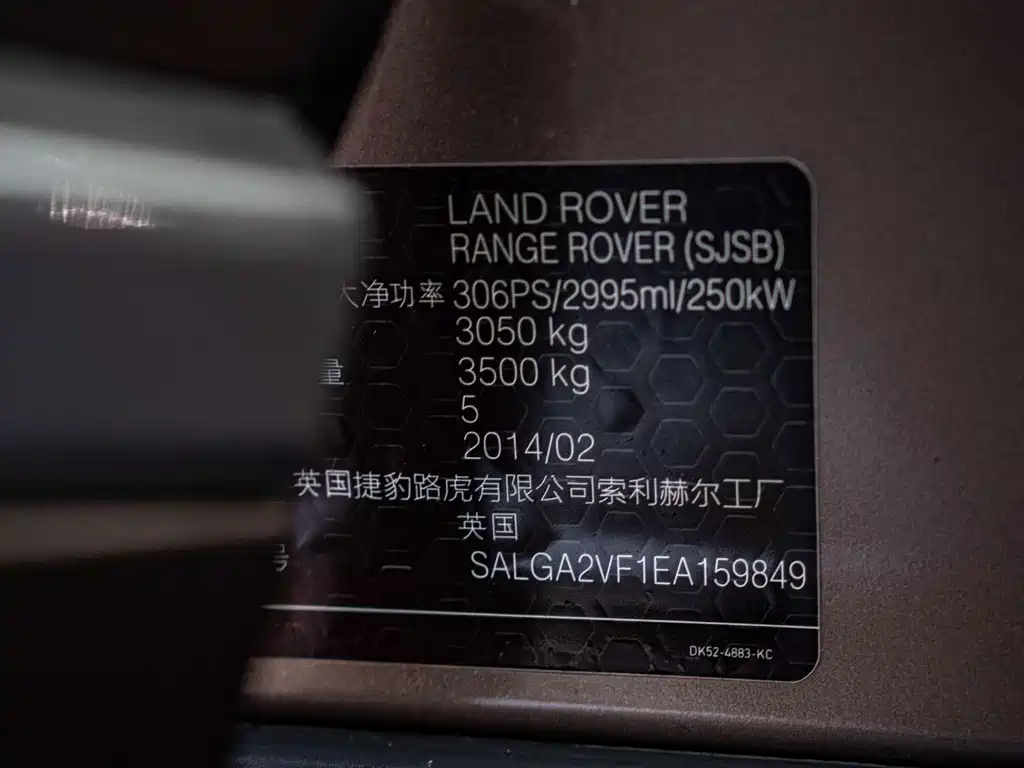 LAND ROVER
RANGE ROVER (SJSB)
大净功率 306PS/2995ml/250kW
3050 kg
量 3500 kg
5
2014/02
英国捷豹路虎有限公司索利赫尔工厂
英国
号 SALGA2VF1EA159849
DK52-4883-KC